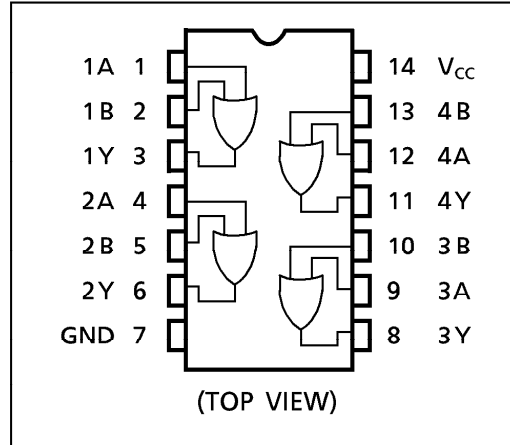 1A 1 14 VCC
1B 2 13 4B
1Y 3 12 4A
2A 4 11 4Y
2B 5 10 3B
2Y 6 9 3A
GND 7 8 3Y
(TOP VIEW)